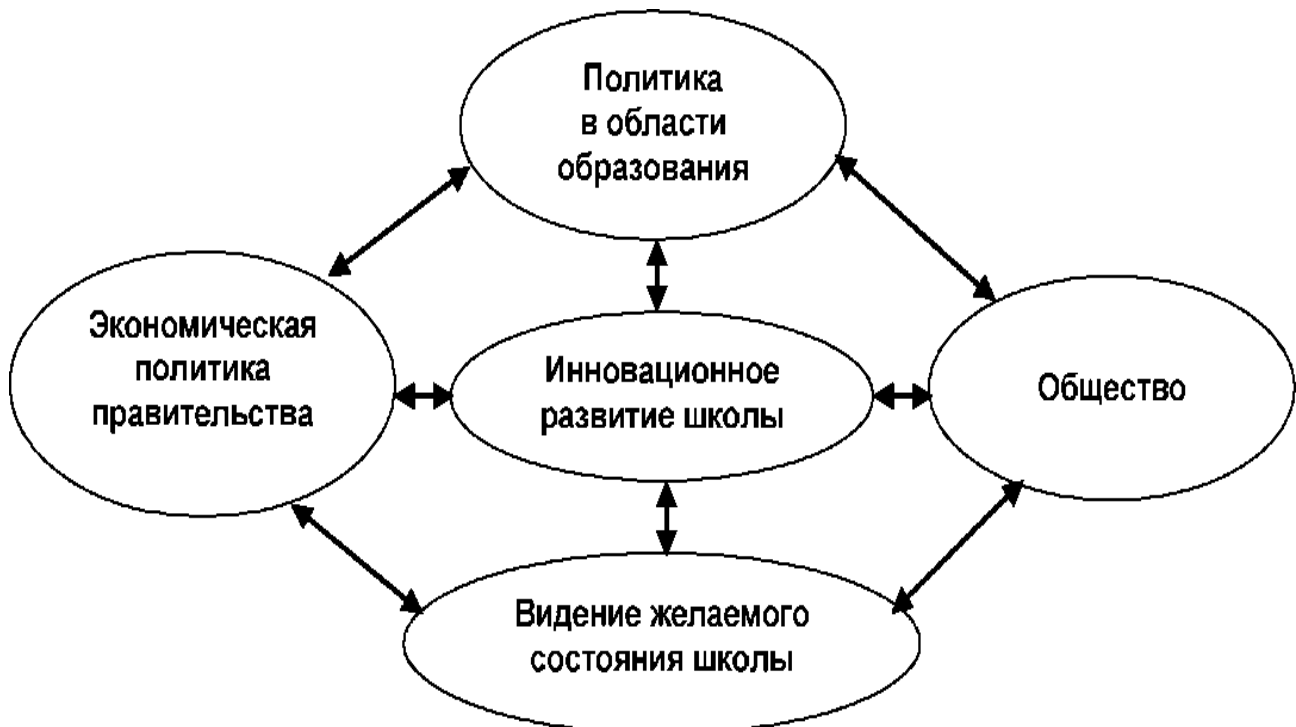 Политика
в области
образования
Экономическая
политика
правительства
Инновационное
развитие школы
Общество
Видение желаемого
состояния школы